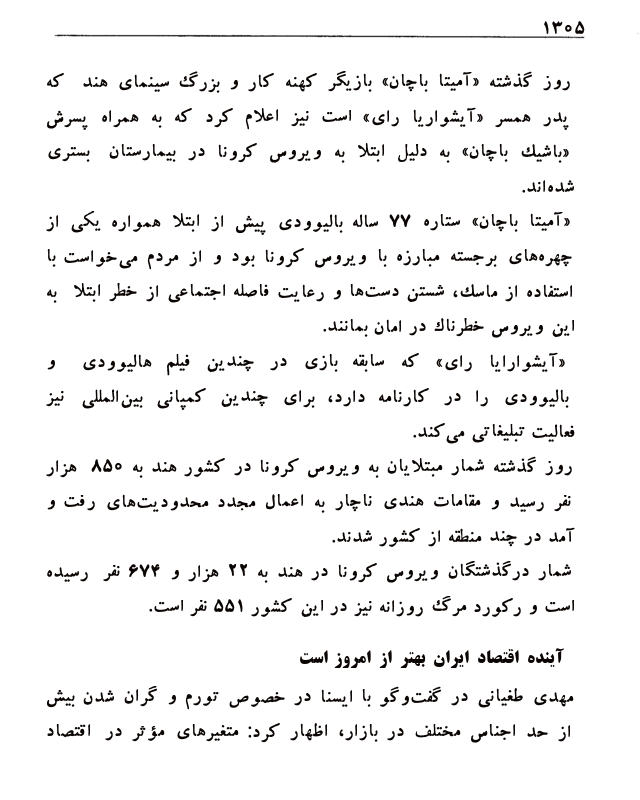 ۱۳۰۵
روز گذشته «آمیتا باچان» بازیگر کهنه کار و بزرگ سینمای هند که
پدر همسر «آیشواریا رای» است نیز اعلام کرد که به همراه پسرش
«باشیك باچان» به دلیل ابتلا به ویروس کرونا در بیمارستان بستری
شده‌اند.
«آمیتا باچان» ستاره ۷۷ ساله بالیوودی پیش از ابتلا همواره یکی از
چهره‌های برجسته مبارزه با ویروس کرونا بود و از مردم می‌خواست با
استفاده از ماسك، شستن دست‌ها و رعایت فاصله اجتماعی از خطر ابتلا به
این ویروس خطرناك در امان بمانند.
«آیشوارایا رای» که سابقه بازی در چندین فیلم هالیوودی و
بالیوودی را در کارنامه دارد، برای چندین کمپانی بین‌المللی نیز
فعالیت تبلیغاتی می‌کند.
روز گذشته شمار مبتلایان به ویروس کرونا در کشور هند به ۸۵۰ هزار
نفر رسید و مقامات هندی ناچار به اعمال مجدد محدودیت‌های رفت و
آمد در چند منطقه از کشور شدند.
شمار درگذشتگان ویروس کرونا در هند به ۲۲ هزار و ۶۷۴ نفر رسیده
است و رکورد مرگ روزانه نیز در این کشور ۵۵۱ نفر است.
آینده اقتصاد ایران بهتر از امروز است
مهدی طغیانی در گفت‌وگو با ایسنا در خصوص تورم و گران شدن بیش
از حد اجناس مختلف در بازار، اظهار کرد: متغیرهای مؤثر در اقتصاد